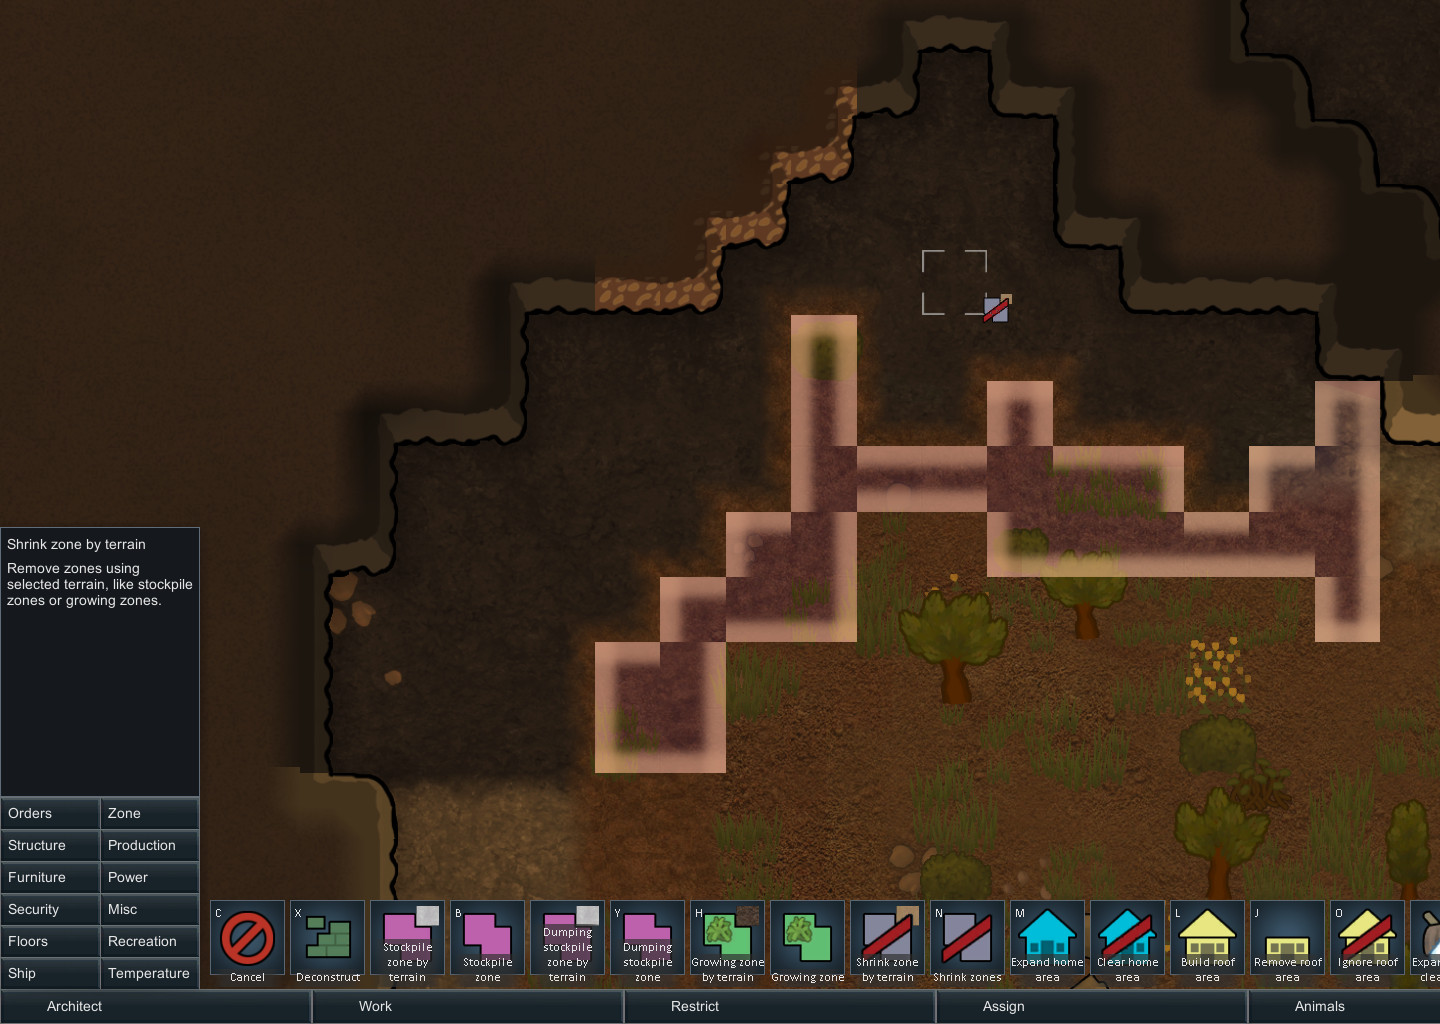 Shrink zone by terrain
Remove zones using
selected terrain, like stockpile
zones or growing zones.
Orders
Zone
Structure
Production
Furniture
Power
Security
Misc
Floors
Recreation
Ship
Temperature
C
Cancel
X
Deconstruct
Stockpile
zone by
terrain
B
Stockpile
zone
Dumping
stockpile
zone by
terrain
Y
Dumping
stockpile
zone
H
Growing zone
by terrain
Growing zone
Shrink zone
by terrain
N
Shrink zones
M
Expand home
area
Clear home
area
L
Build roof
area
J
Remove roof
area
O
Ignore roof
area
Expan
clea
Architect
Work
Restrict
Assign
Animals